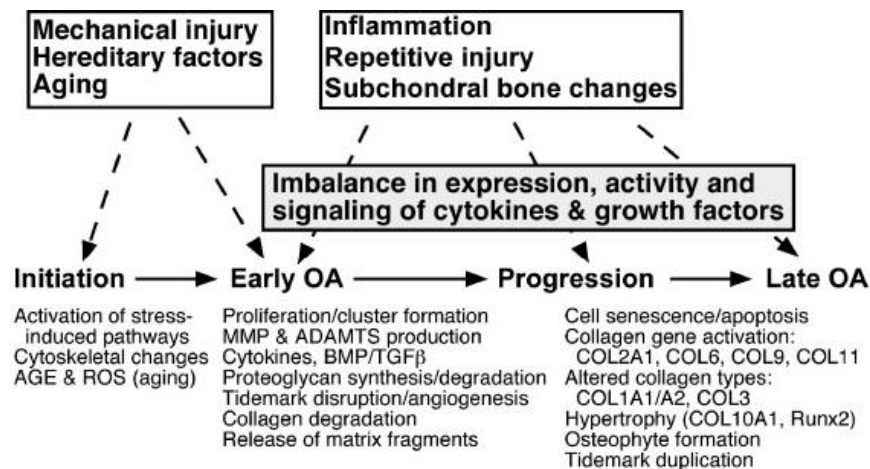 Mechanical injury
Hereditary factors
Aging
Inflammation
Repetitive injury
Subchondral bone changes
Imbalance in expression, activity and
signaling of cytokines & growth factors
Initiation
Early OA
Progression
Late OA
Activation of stress-
induced pathways
Cytoskeletal changes
AGE & ROS (aging)
Proliferation/cluster formation
MMP & ADAMTS production
Cytokines, BMP/TGFβ
Proteoglycan synthesis/degradation
Tidemark disruption/angiogenesis
Collagen degradation
Release of matrix fragments
Cell senescence/apoptosis
Collagen gene activation:
COL2A1, COL6, COL9, COL11
Altered collagen types:
COL1A1/A2, COL3
Hypertrophy (COL10A1, Runx2)
Osteophyte formation
Tidemark duplication